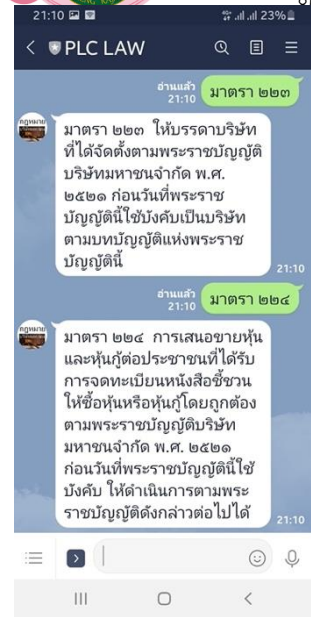 21:10
23%
PLC LAW
อ่านแล้ว
21:10
มาตรา ๒๒๓
กฎหมาย
มาตรา ๒๒๓ ให้บรรดาบริษัท
ที่ได้จัดตั้งตามพระราชบัญญัติ
บริษัทมหาชนจำกัด พ.ศ.
๒๕๒๑ ก่อนวันที่พระราช
บัญญัตินี้ใช้บังคับเป็นบริษัท
ตามบทบัญญัติแห่งพระราช
บัญญัตินี้
21:10
อ่านแล้ว
21:10
มาตรา ๒๒๔
กฎหมาย
มาตรา ๒๒๔ การเสนอขายหุ้น
และหุ้นกู้ต่อประชาชนที่ได้รับ
การจดทะเบียนหนังสือชี้ชวน
ให้ซื้อหุ้นหรือหุ้นกู้โดยถูกต้อง
ตามพระราชบัญญัติบริษัท
มหาชนจำกัด พ.ศ. ๒๕๒๑
ก่อนวันที่พระราชบัญญัตินี้ใช้
บังคับ ให้ดำเนินการตามพระ
ราชบัญญัติดังกล่าวต่อไปได้
21:10